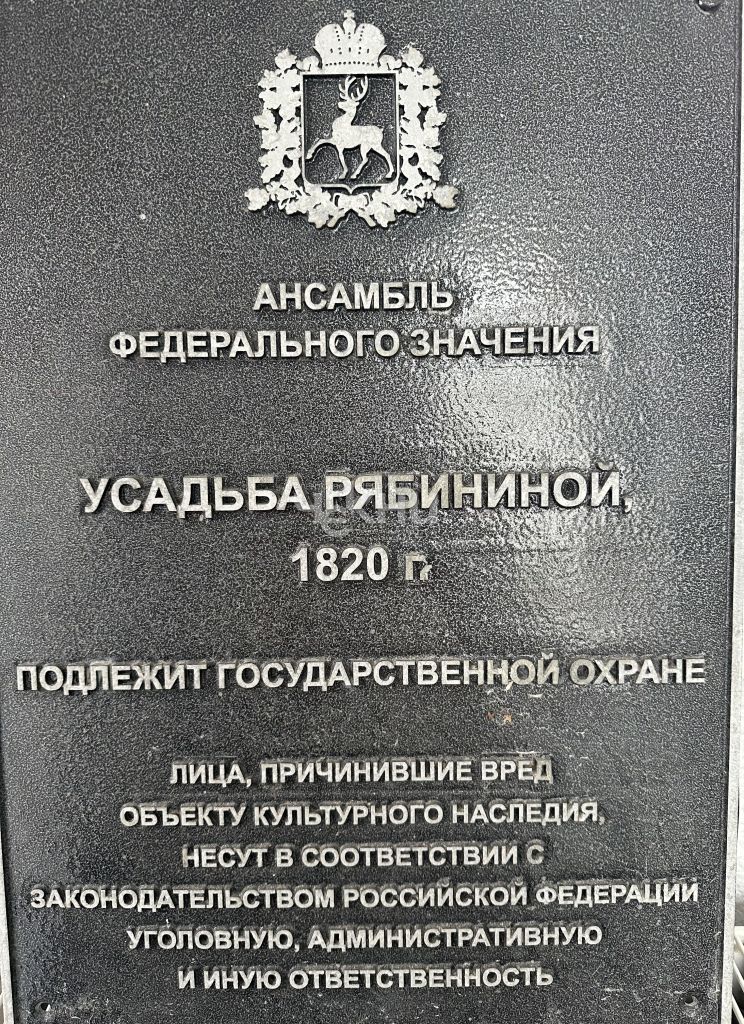 АНСАМБЛЬ
ФЕДЕРАЛЬНОГО ЗНАЧЕНИЯ
УСАДЬБА РЯБИНИНОЙ,
1820 г.
ПОДЛЕЖИТ ГОСУДАРСТВЕННОЙ ОХРАНЕ
ЛИЦА, ПРИЧИНИВШИЕ ВРЕД
ОБЪЕКТУ КУЛЬТУРНОГО НАСЛЕДИЯ,
НЕСУТ В СООТВЕТСТВИИ С
ЗАКОНОДАТЕЛЬСТВОМ РОССИЙСКОЙ ФЕДЕРАЦИИ
УГОЛОВНУЮ, АДМИНИСТРАТИВНУЮ
И ИНУЮ ОТВЕТСТВЕННОСТЬ